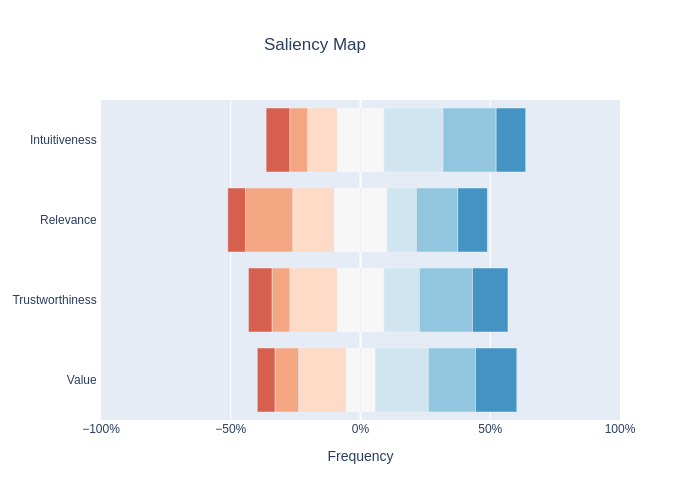 Saliency Map
Intuitiveness
Relevance
Trustworthiness
Value
−100%
−50%
0%
50%
100%
Frequency